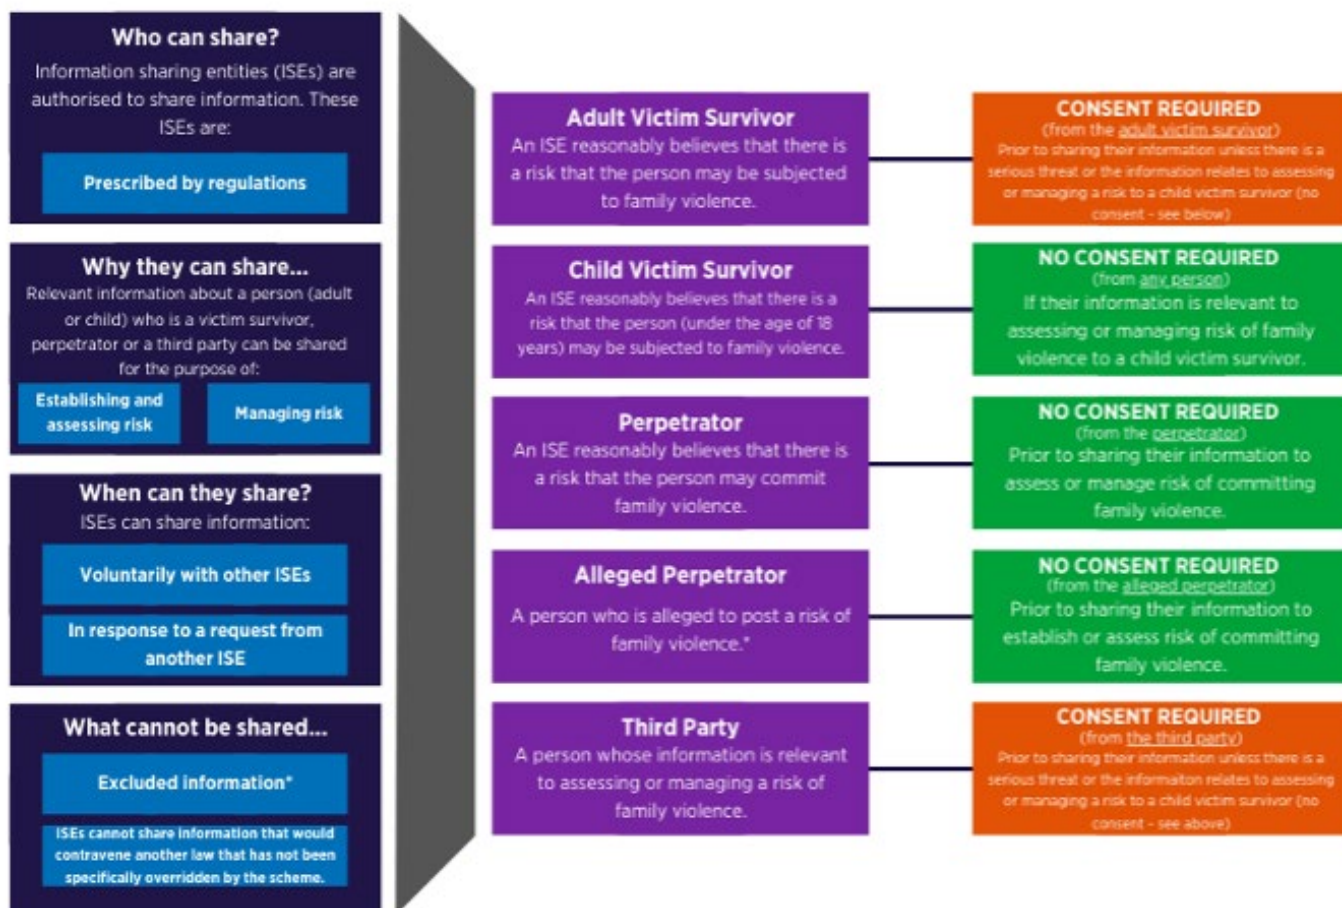 Who can share?
Information sharing entities (ISEs) are
authorised to share information. These
ISEs are:
Prescribed by regulations
Why they can share...
Relevant information about a person (adult
or child) who is a victim survivor,
perpetrator or a third party can be shared
for the purpose of:
Establishing and
assessing risk
Managing risk
When can they share?
ISEs can share information:
Voluntarily with other ISEs
In response to a request from
another ISE
What cannot be shared...
Excluded information*
ISEs cannot share information that would
contravene another law that has not been
specifically overridden by the scheme.
Adult Victim Survivor
An ISE reasonably believes that there is
a risk that the person may be subjected
to family violence.
CONSENT REQUIRED
(from the adult victim survivor)
Prior to sharing their information unless there is a
serious threat or the information relates to assessing
or managing a risk to a child victim survivor (no
consent - see below)
Child Victim Survivor
An ISE reasonably believes that there is a
risk that the person (under the age of 18
years) may be subjected to family violence.
NO CONSENT REQUIRED
(from any person)
If their information is relevant to
assessing or managing risk of family
violence to a child victim survivor.
Perpetrator
An ISE reasonably believes that there is
a risk that the person may commit
family violence.
NO CONSENT REQUIRED
(from the perpetrator)
Prior to sharing their information to
assess or manage risk of committing
family violence.
Alleged Perpetrator
A person who is alleged to post a risk of
family violence.*
NO CONSENT REQUIRED
(from the alleged perpetrator)
Prior to sharing their information to
establish or assess risk of committing
family violence.
Third Party
A person whose information is relevant
to assessing or managing a risk of
family violence.
CONSENT REQUIRED
(from the third party)
Prior to sharing their information unless there is a
serious threat or the informaiton relates to assessing
or managing a risk to a child victim survivor (no
consent - see above)